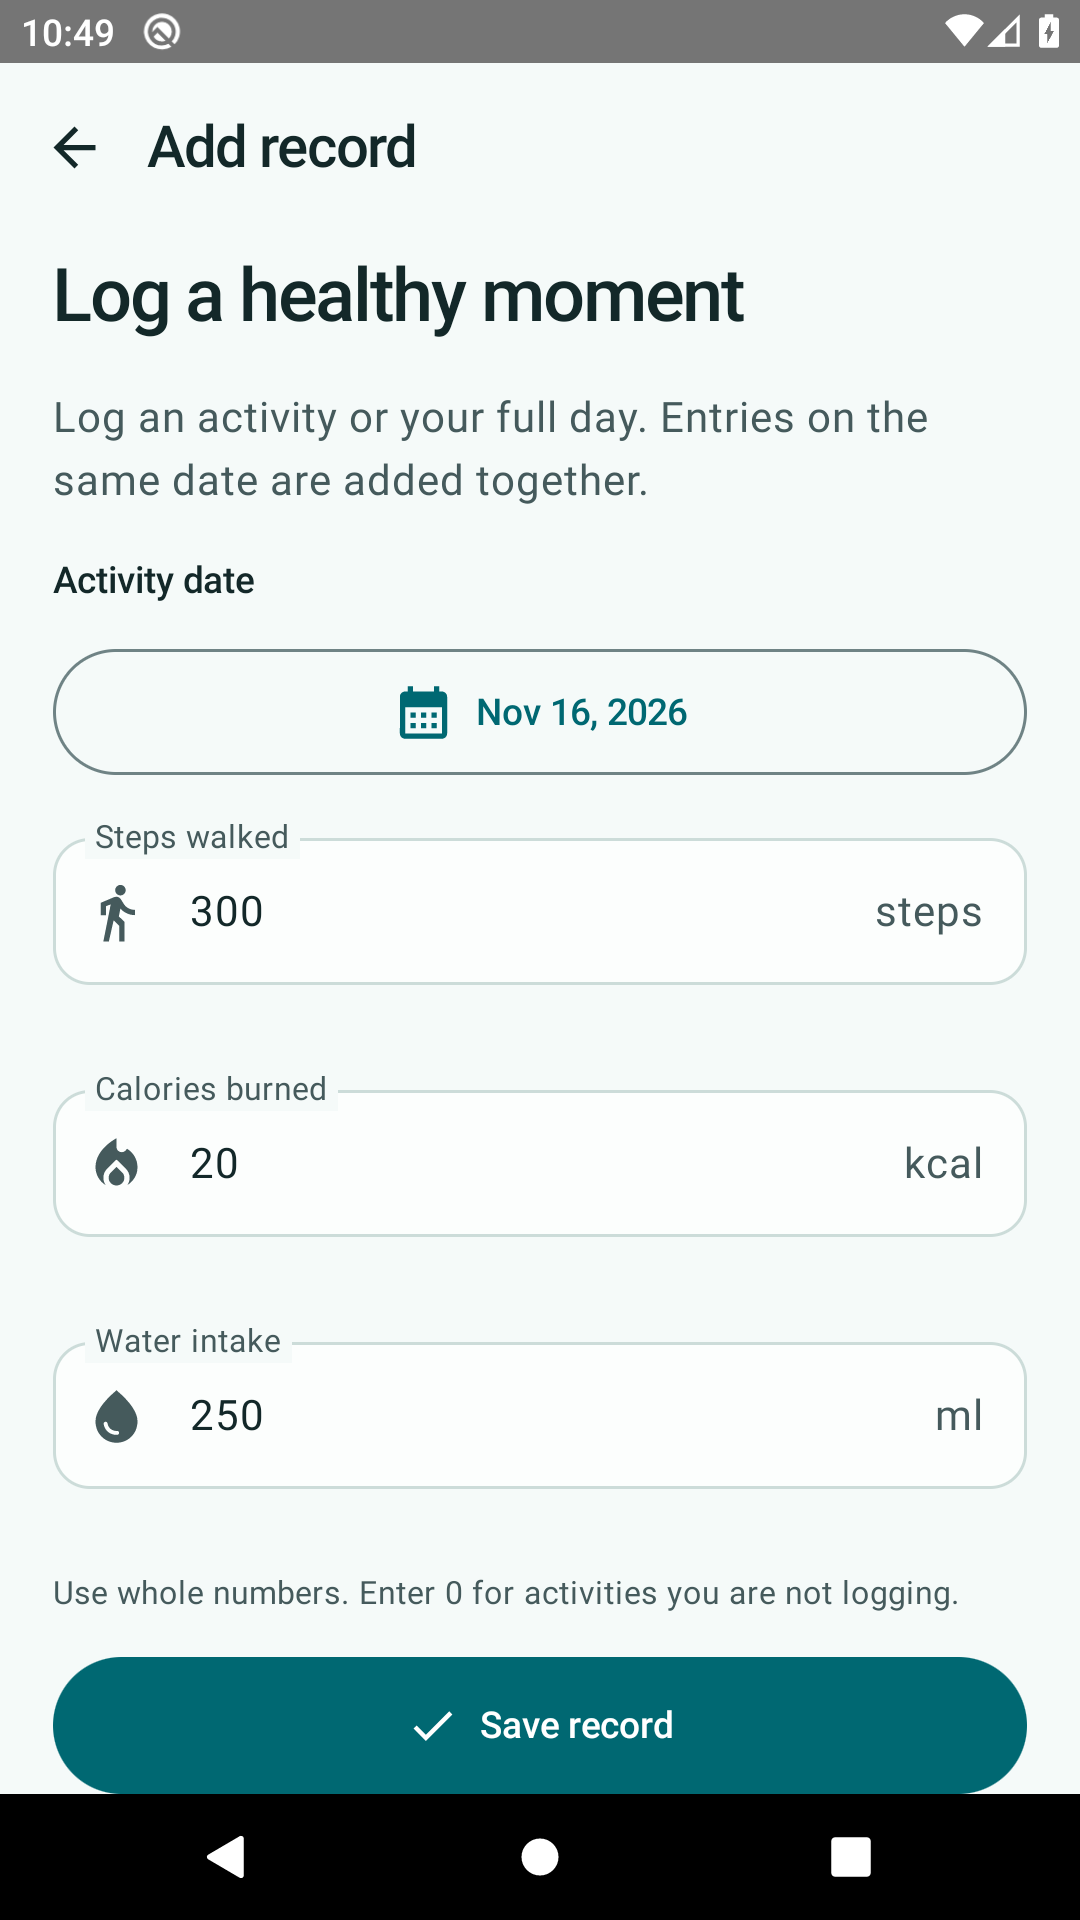 10:49
Add record
Log a healthy moment
Log an activity or your full day. Entries on the
same date are added together.
Activity date
Nov 16, 2026
Steps walked
300 steps
Calories burned
20 kcal
Water intake
250 ml
Use whole numbers. Enter 0 for activities you are not logging.
Save record